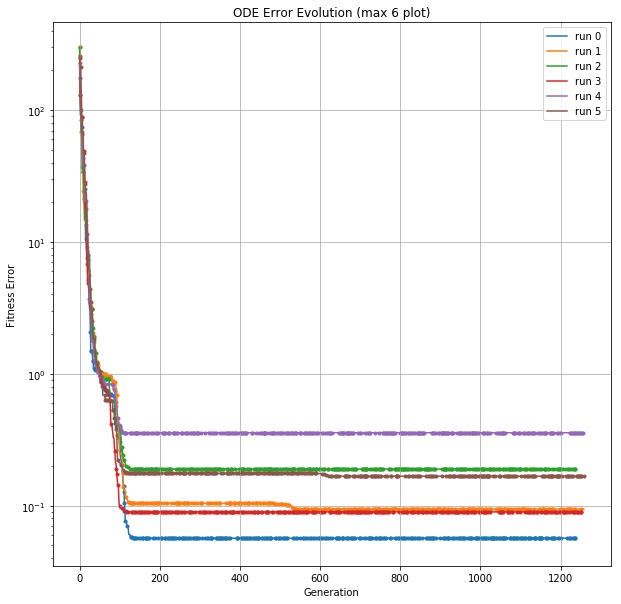 ODE Error Evolution (max 6 plot)
run 0
run 1
run 2
run 3
run 4
run 5
10²
10¹
10⁰
10⁻¹
Fitness Error
0 200 400 600 800 1000 1200
Generation